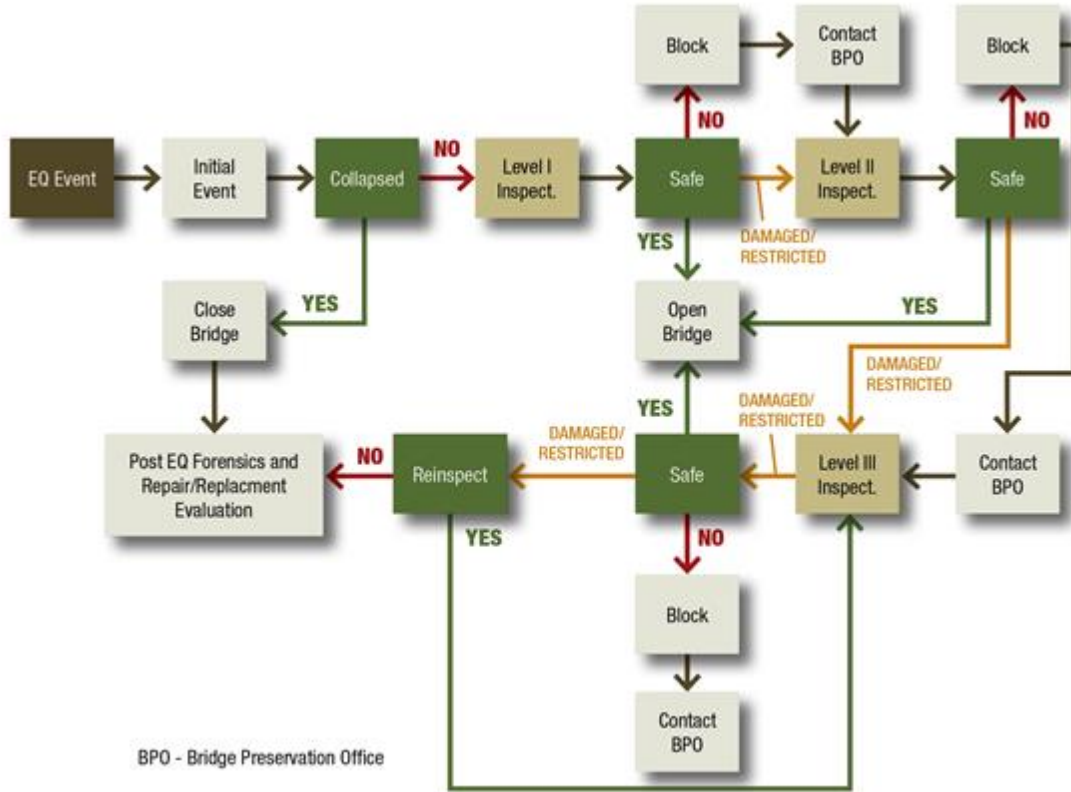 Block
Contact
BPO
Block
NO
NO
NO
EQ Event
Initial
Event
Collapsed
Level I
Inspect.
Safe
Level II
Inspect.
Safe
YES
DAMAGED/
RESTRICTED
Close
Bridge
YES
Open
Bridge
YES
DAMAGED/
RESTRICTED
DAMAGED/
RESTRICTED
YES
DAMAGED/
RESTRICTED
Post EQ Forensics and
Repair/Replacment
Evaluation
NO
Reinspect
Safe
Level III
Inspect.
Contact
BPO
YES
NO
Block
Contact
BPO
BPO - Bridge Preservation Office